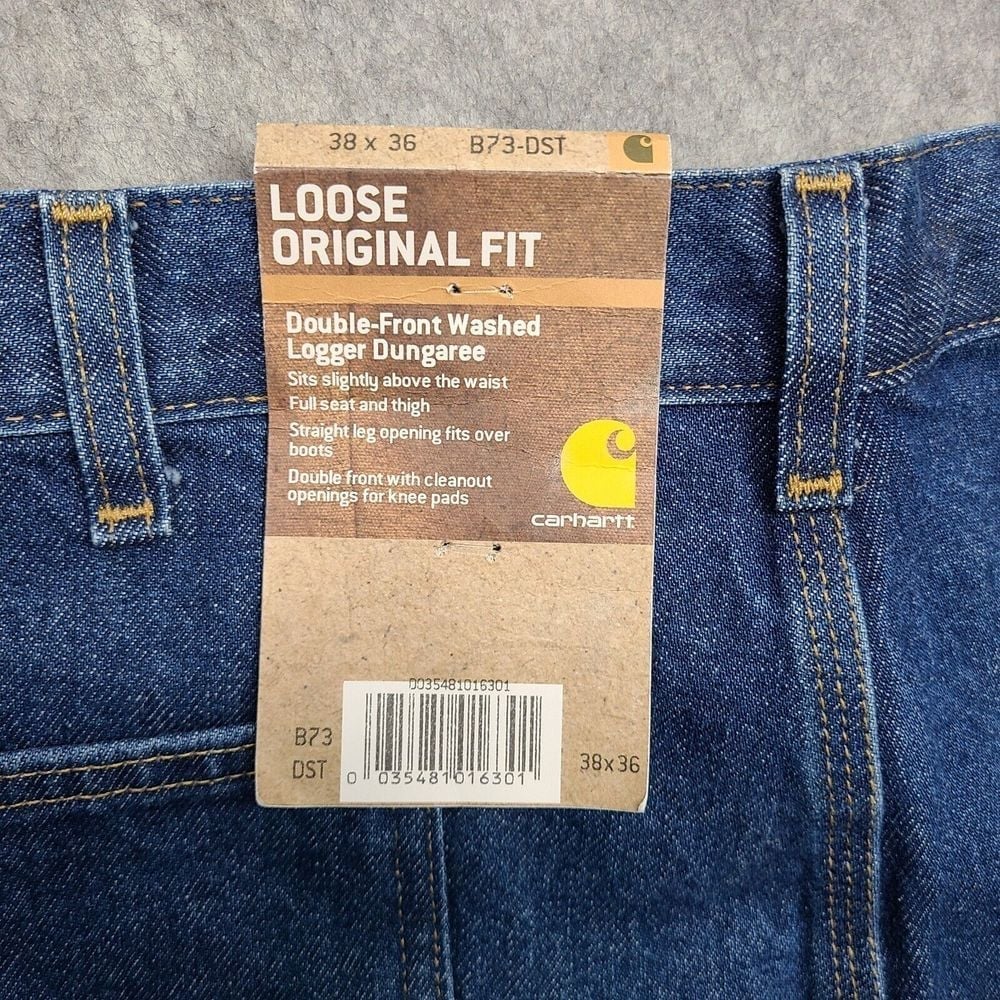 38 x 36 B73-DST
LOOSE
ORIGINAL FIT
Double-Front Washed
Logger Dungaree
Sits slightly above the waist
Full seat and thigh
Straight leg opening fits over
boots
Double front with cleanout
openings for knee pads
carhartt
0035481016301
B73
DST
0 035481016301
38x36